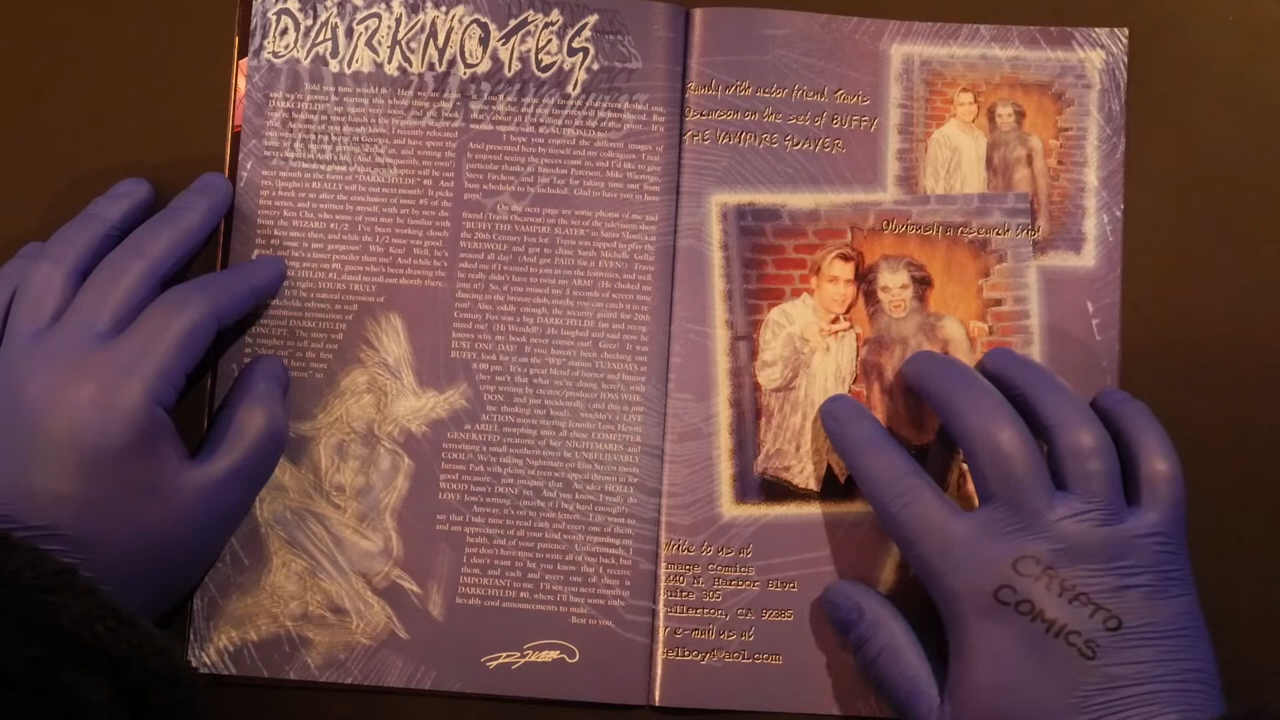 DARKNOTES
Told you time would fly! Here we are again
and we're gonna be starting this whole thing called
DARKCHYLDE" up again very soon, and the book
you're holding in your hands is the beginning stages of
that. As some of you already know, I recently relocated
out west, from my home in Georgia, and have spent the
time in the interim getting settled in, and writing the
next chapter in Ariel's life. (And, subsequently, my own!)
The first phase of that new chapter will be out
next month in the form of "DARKCHYLDE" #0. And
yes, (laughs) it REALLY will be out next month! It picks
up a week or so after the conclusion of issue #5 of the
first series, and is written by myself, with art by new dis-
covery Ken Cha, who some of you may be familiar with
from the WIZARD #1/2. I've been working closely
with Ken since then, and while the 1/2 issue was good...
the #0 issue is just gorgeous! Why Ken! Well, he's
good, and he's a faster penciler than me! And while he's
away on #0, guess who's been drawing the
CHYLDE #1, slated to roll out shortly there
's right, YOURS TRULY
It'll be a natural extension of
arkchylde odyssey, as well
ambitious revisitation of
original DARKCHYLDE
CONCEPT. The story will
be tougher to tell and not
as "clear cut" as the first
ll have more
to
it. You'll see some old favorite characters fleshed out,
some will die, and new favorites will be introduced. But
that's about all I'm willing to let slip at this point... If it
sounds vague, well, it's SUPPOSED to!
I hope you enjoyed the different images of
Ariel presented here by myself and my colleagues. I real
ly enjoyed seeing the pieces come in, and I'd like to give
particular thanks to Brandon Peterson, Mike Wieringo,
Steve Firchow, and Jim Lee for taking time out from
busy schedules to be included. Glad to have you in here
guys!
On the next page are some photos of me and
friend (Travis Oscarson) on the set of the television show
"BUFFY THE VAMPIRE SLAYER" in Santa Monica at
the 20th Century Fox lot. Travis was tapped to play the
WEREWOLF and got to chase Sarah Michelle Gellar
around all day! (And got PAID for it EVEN!) Travis
asked me if I wanted to join in on the festivities, and well,
he really didn't have to twist my ARM! (He choked me
into it!) So, if you missed my 3 seconds of screen time
dancing in the bronze club, maybe you can catch it in re-
run! Also, oddly enough, the security guard for 20th
Century Fox was a big DARKCHYLDE fan and recog-
nized me! (Hi Wendell!) He laughed and said now he
knows why my book never comes out! Geez! It was
JUST ONE DAY! If you haven't been checking out
BUFFY, look for it on the "WB" station TUESDAYS at
8:00 pm. It's a great blend of horror and humor
(hey isn't that what we're doing here?), with
crisp writing by creator/producer JOSS WHE-
DON... and just incidentally, (and this is just
me thinking out loud), wouldn't a LIVE
ACTION movie starring Jennifer Love Hewitt
as ARIEL morphing into all these COMPUTER
GENERATED creatures of her NIGHTMARES and
terrorizing a small southern town be UNBELIEVABLY
COOL?! We're talking Nightmare on Elm Street meets
Jurassic Park with plenty of teen sex appeal thrown in for
good measure... just imagine that. An idea HOLLY
WOOD hasn't DONE yet. And you know, I really do
LOVE Joss's writing... (maybe if I beg hard enough!)
Anyway, it's on to your letters... I do want to
say that I take time to read each and every one of them,
and am appreciative of all your kind words regarding my
health, and of your patience. Unfortunately, I
just don't have time to write all of you back, but
I don't want to let you know that I receive
them, and each and every one of them is
IMPORTANT to me. I'll see you next month in
DARKCHYLDE #0, where I'll have some unbe
lievably cool announcements to make...
-Best to you,
Randy with actor friend Travis
Oscarson on the set of BUFFY
THE VAMPIRE SLAYER.
Obviously a research trip!
Write to us at
Image Comics
1440 N. Harbor Blvd
Suite 305
ullerton, CA 92385
r e-mail us at
elboy4@aol.com
CRYPTO
COMICS